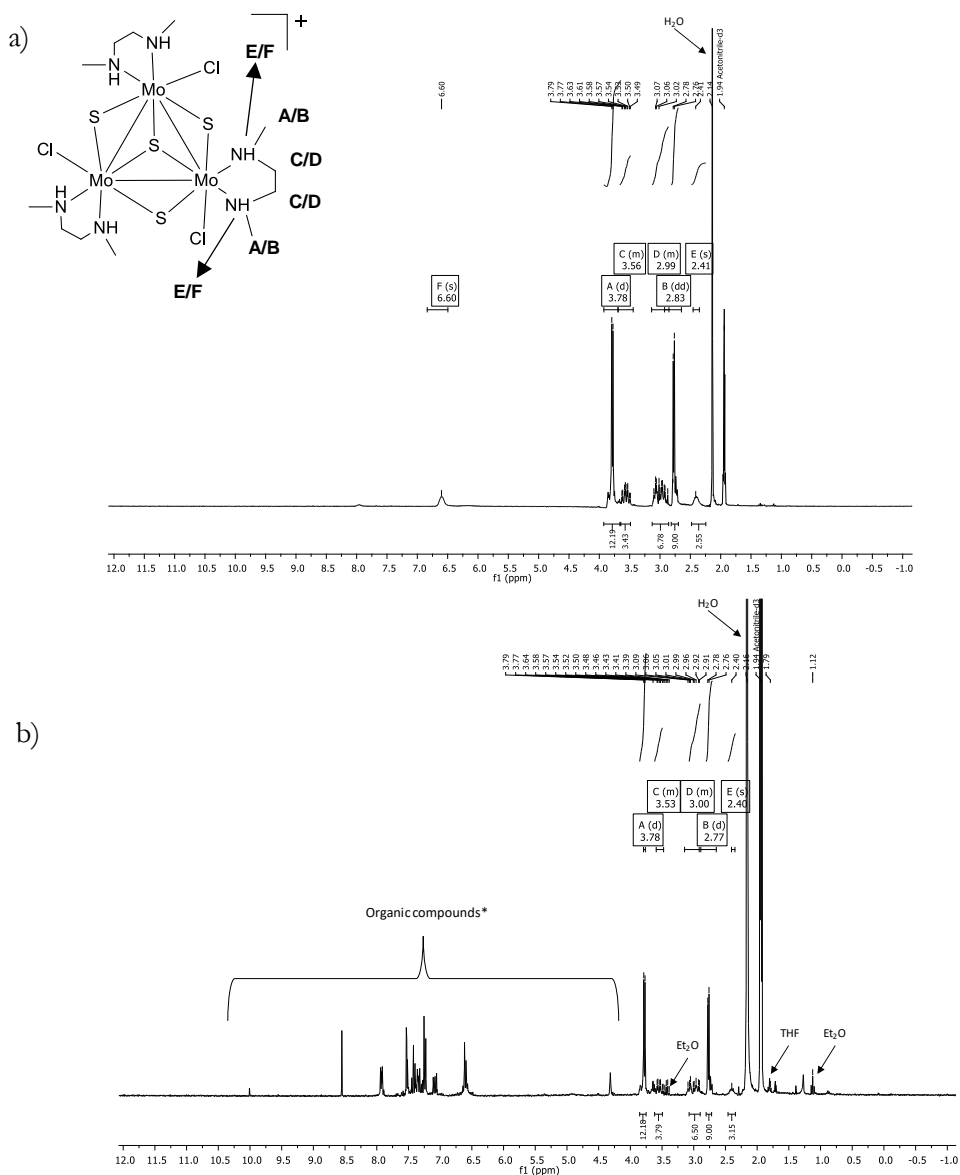 a)
+
E/F
NH
N
H
Cl
Mo
A/B
S
S
NH
C/D
S
Cl
Mo
Mo
H
N
NH
C/D
NH
S
Cl
A/B
E/F
H₂O
6.60
3.79
3.77
3.63
3.61
3.58
3.57
3.54
3.50
3.49
3.07
3.06
3.02
2.78
2.76
2.41
2.14
1.94 Acetonitrile-d3
C (m)
3.56
D (m)
2.99
E (s)
2.41
F (s)
6.60
A (d)
3.78
B (dd)
2.83
12.19
3.43
6.78
9.00
2.55
12.0 11.5 11.0 10.5 10.0 9.5 9.0 8.5 8.0 7.5 7.0 6.5 6.0 5.5 5.0 4.5 4.0 3.5 3.0 2.5 2.0 1.5 1.0 0.5 0.0 -0.5 -1.0
f1 (ppm)
b)
H₂O
3.79
3.77
3.64
3.58
3.57
3.54
3.52
3.50
3.48
3.46
3.43
3.41
3.39
3.09
3.06
3.05
3.01
2.99
2.96
2.92
2.91
2.78
2.76
2.40
2.16
1.94 Acetonitrile-d3
1.79
1.12
C (m)
3.53
D (m)
3.00
E (s)
2.40
A (d)
3.78
B (d)
2.77
Organic compounds*
Et₂O
THF
Et₂O
12.18
3.79
6.50
9.00
3.15
12.0 11.5 11.0 10.5 10.0 9.5 9.0 8.5 8.0 7.5 7.0 6.5 6.0 5.5 5.0 4.5 4.0 3.5 3.0 2.5 2.0 1.5 1.0 0.5 0.0 -0.5 -1.0
f1 (ppm)